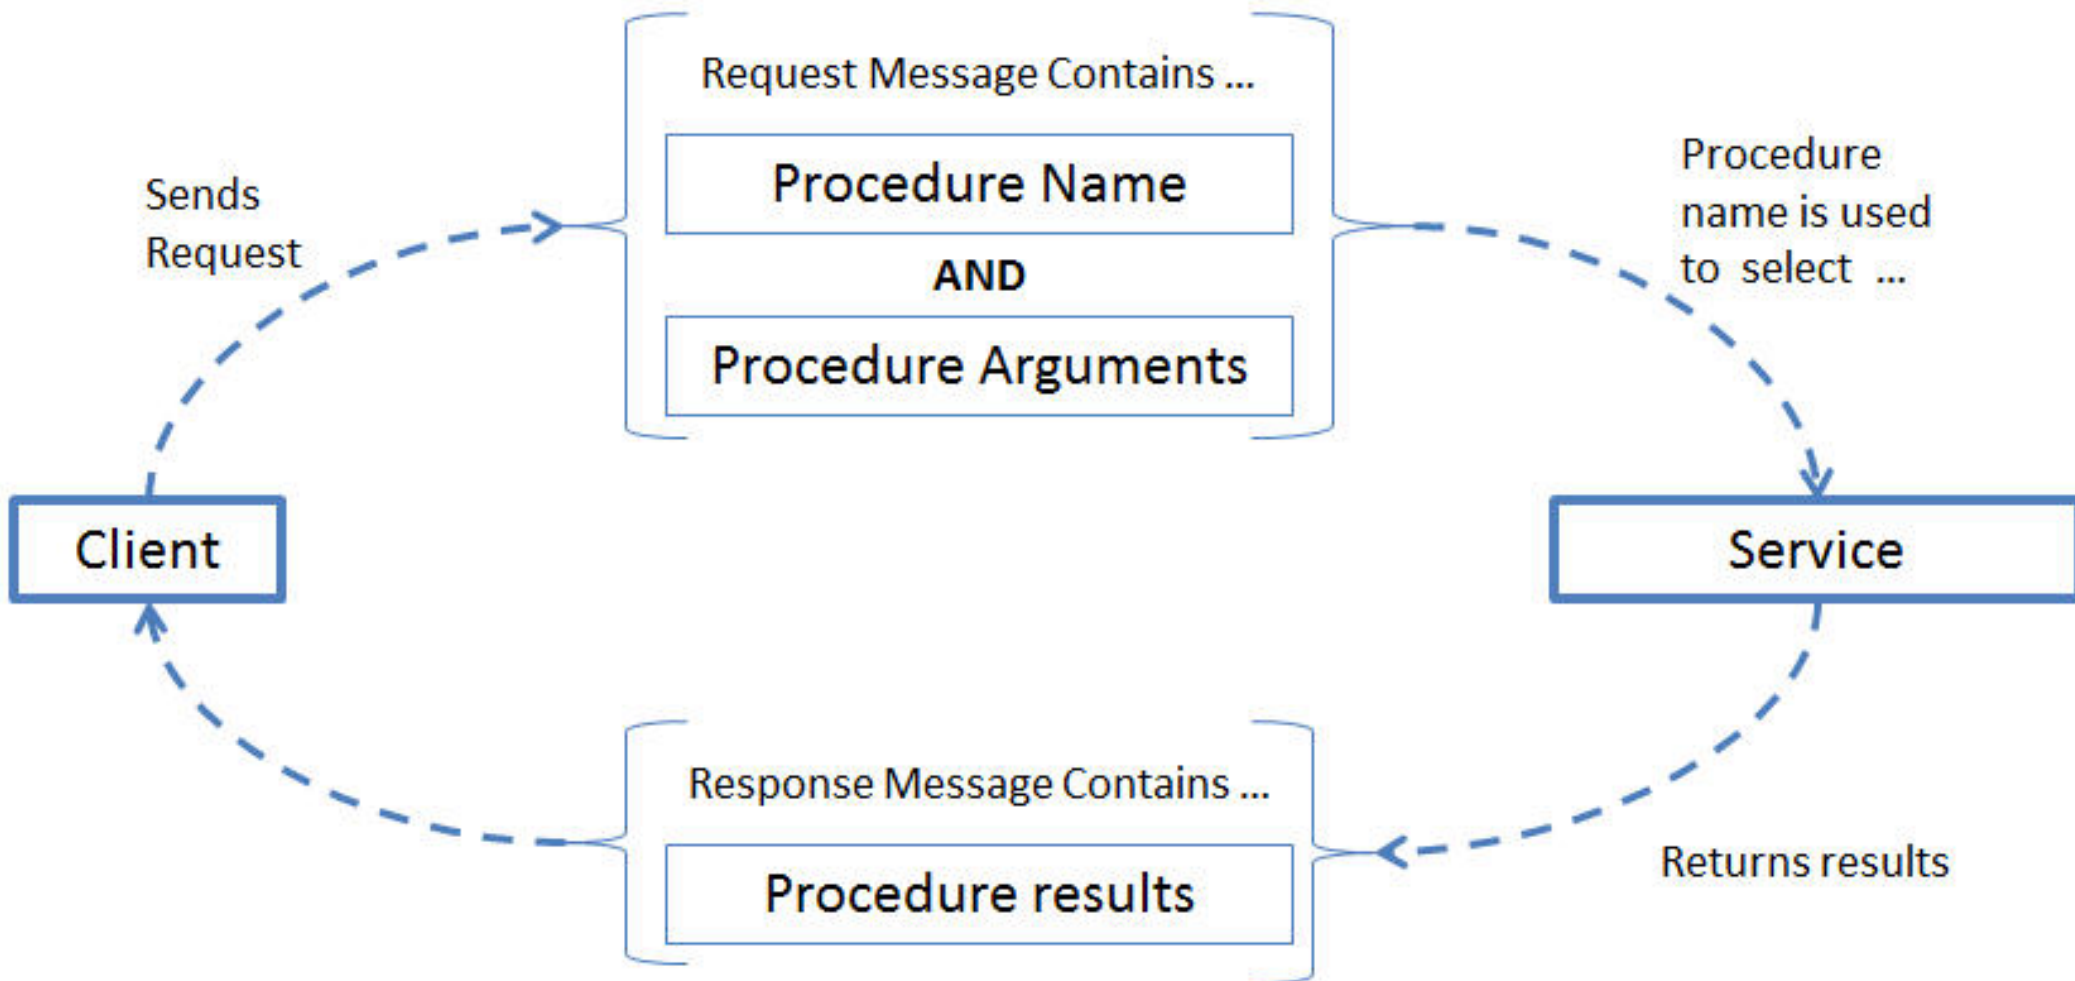 Request Message Contains ...
Procedure Name
AND
Procedure Arguments
Sends
Request
Procedure
name is used
to select ...
Client
Service
Response Message Contains ...
Procedure results
Returns results